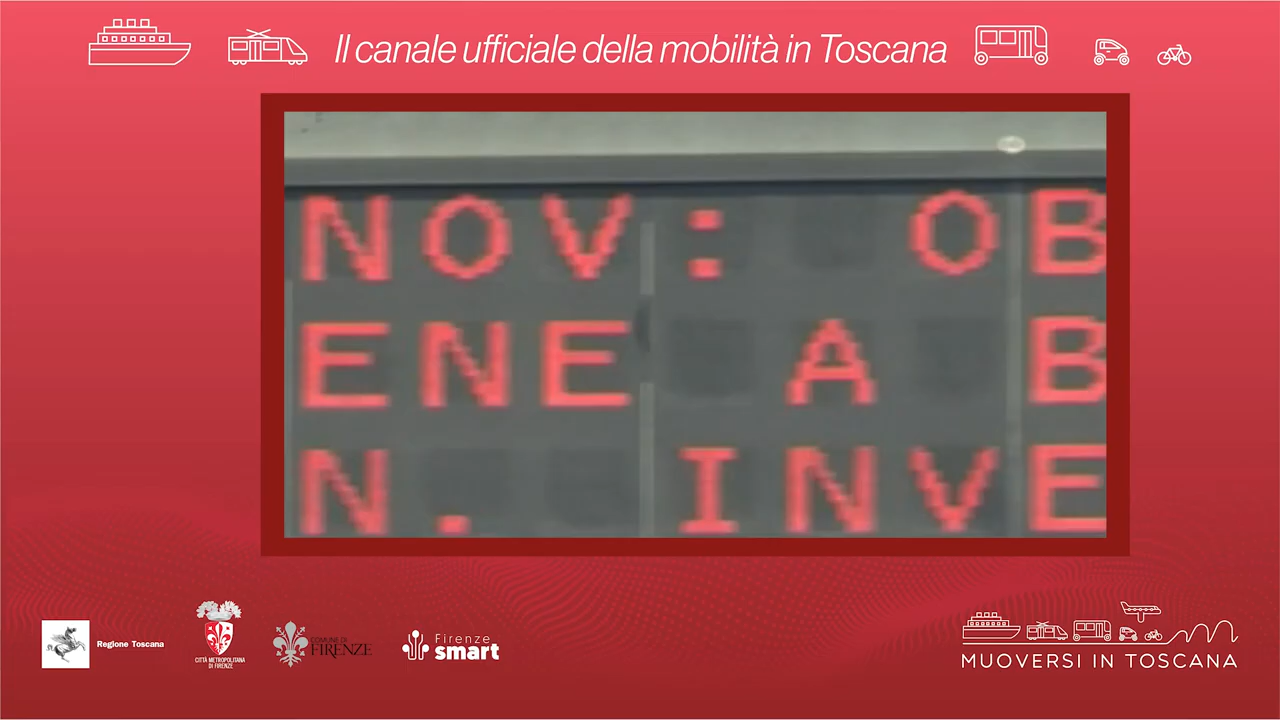 Il canale ufficiale della mobilità in Toscana
NOV: OB
ENE A B
N. INVE
Regione Toscana
CITTÀ METROPOLITANA
DI FIRENZE
COMUNE DI
FIRENZE
Firenze
smart
MUOVERSI IN TOSCANA